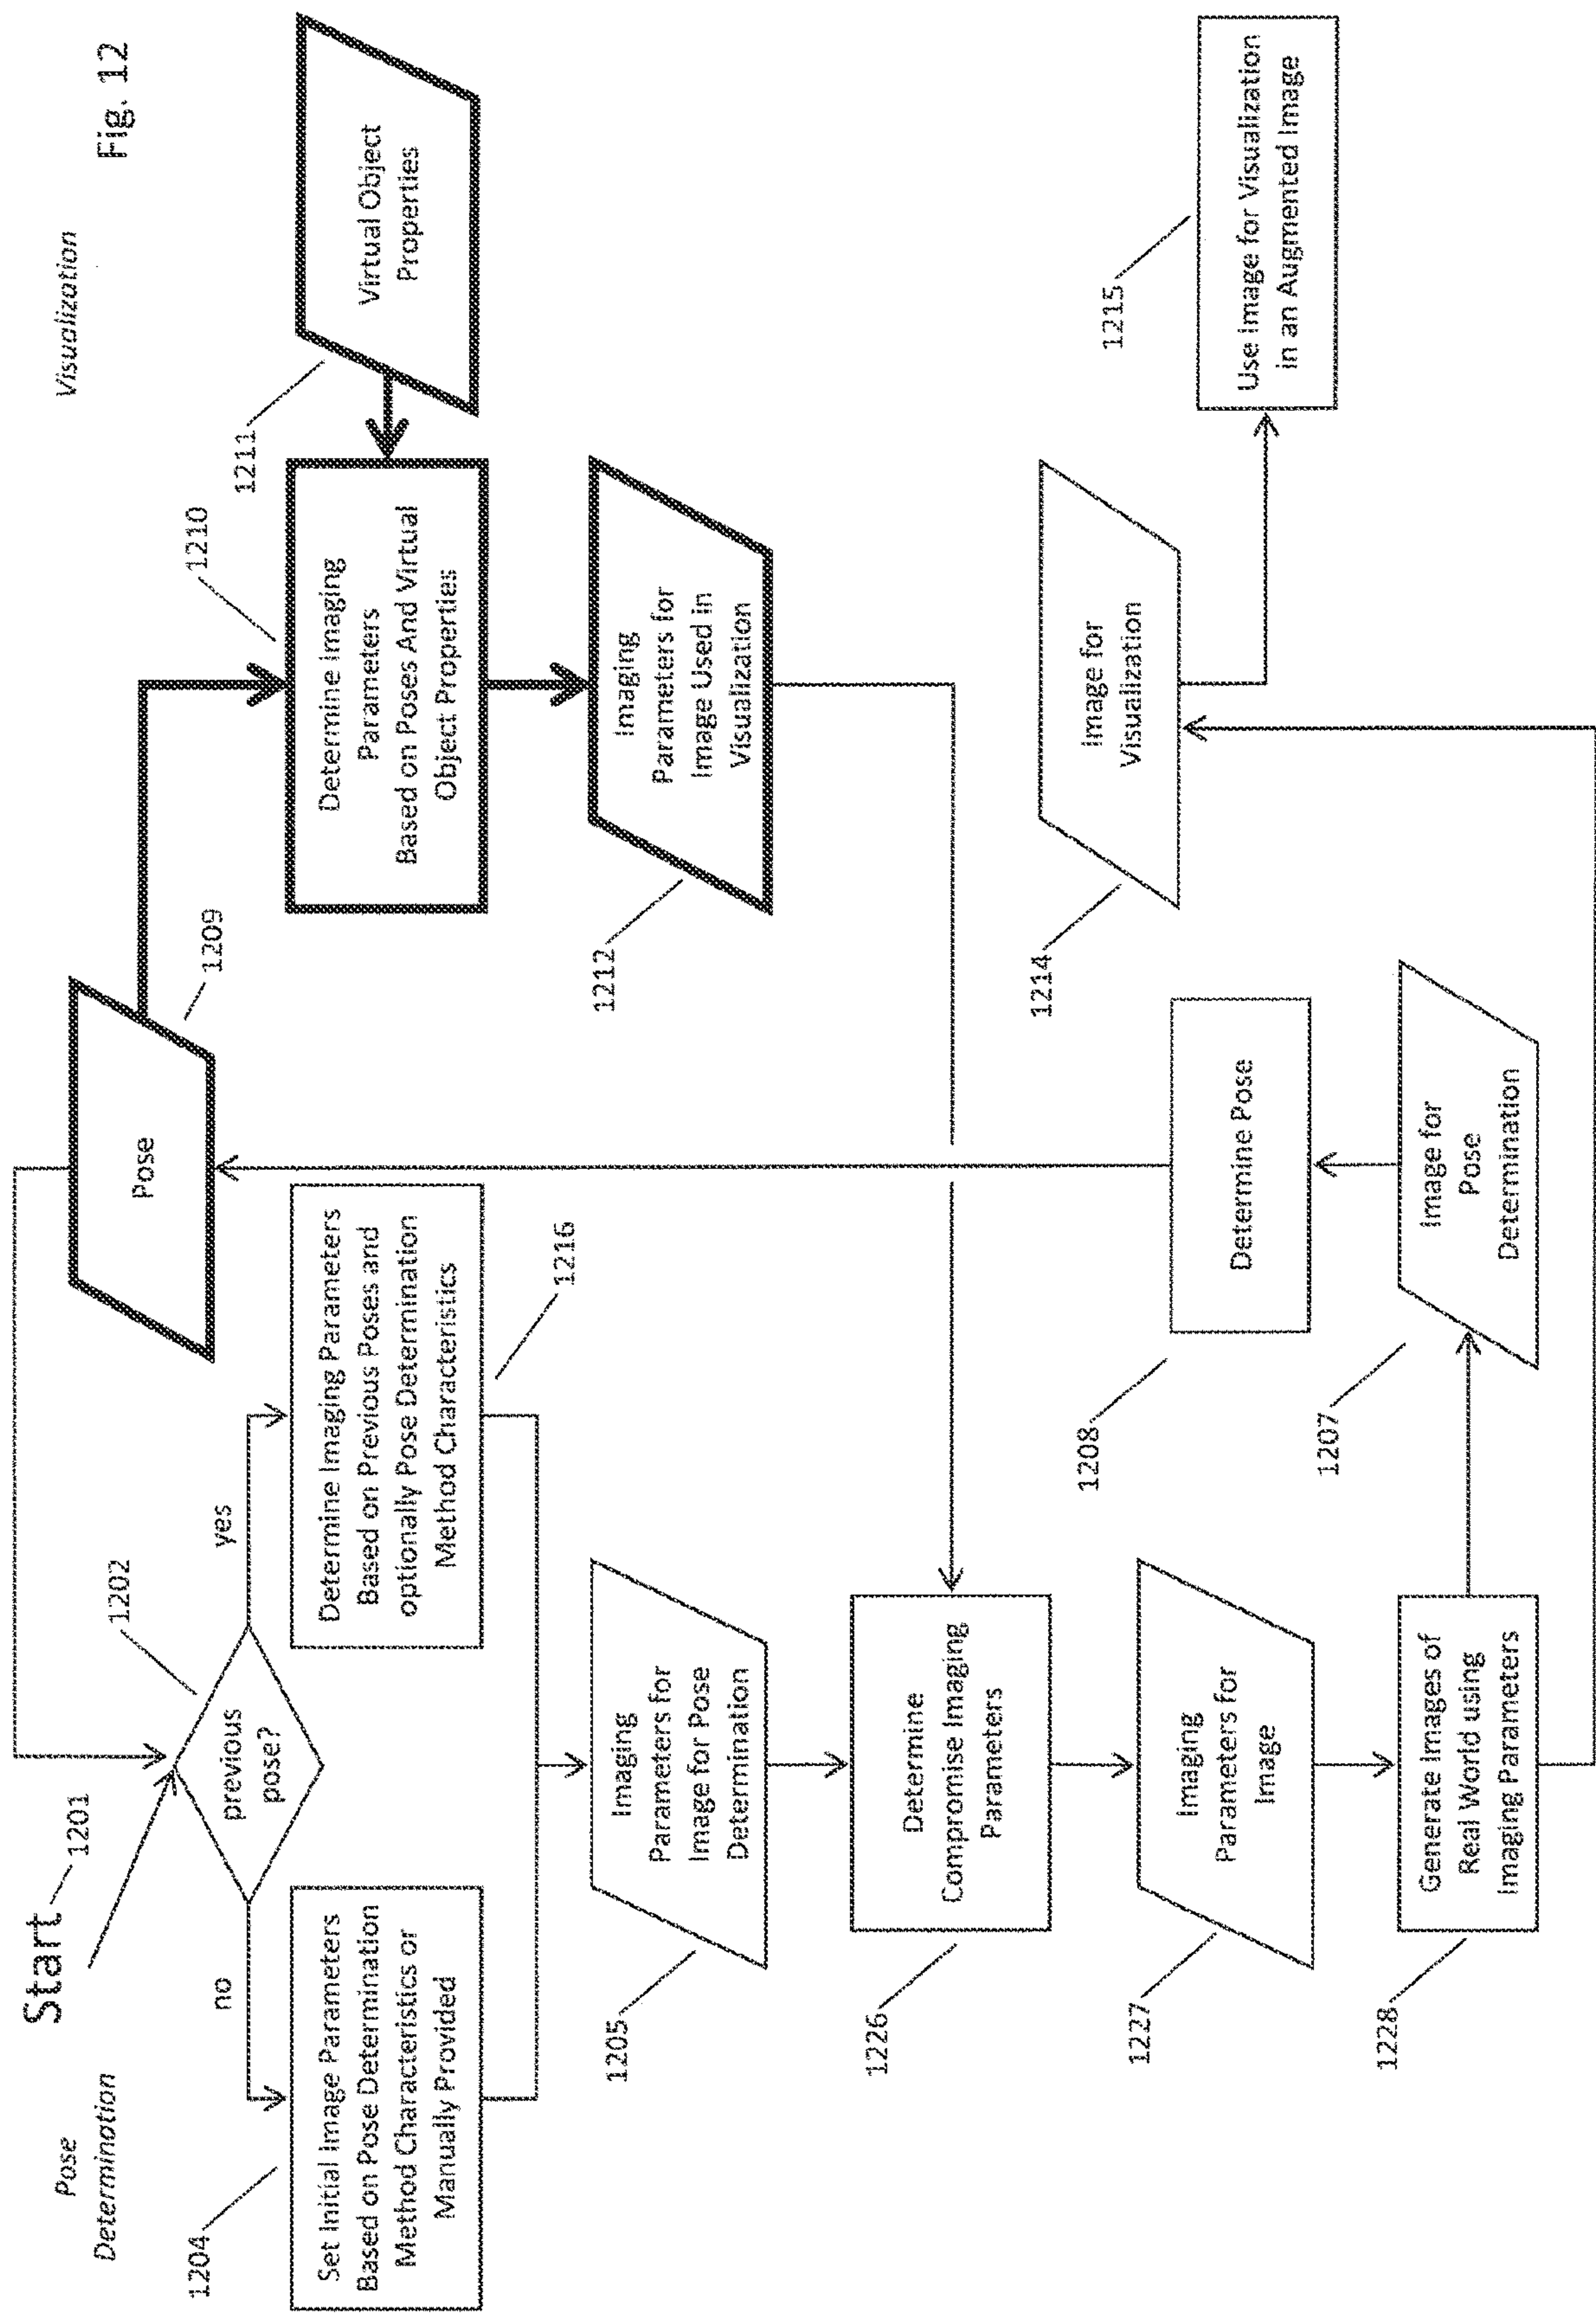 Fig. 12
Pose
Determination
Visualization
Start
1201
1202
previous
pose?
no
yes
1204
Set Initial Image Parameters
Based on Pose Determination
Method Characteristics or
Manually Provided
Determine Imaging Parameters
Based on Previous Poses and
optionally Pose Determination
Method Characteristics
1216
Pose
1209
1210
Determine Imaging
Parameters
Based on Poses And Virtual
Object Properties
1211
Virtual Object
Properties
1205
Imaging
Parameters for
Image for Pose
Determination
1212
Imaging
Parameters for
Image Used in
Visualization
1226
Determine
Compromise Imaging
Parameters
1227
Imaging
Parameters for
Image
1228
Generate Images of
Real World using
Imaging Parameters
1208
Determine Pose
1207
Image for
Pose
Determination
1214
Image for
Visualization
1215
Use Image for Visualization
in an Augmented Image